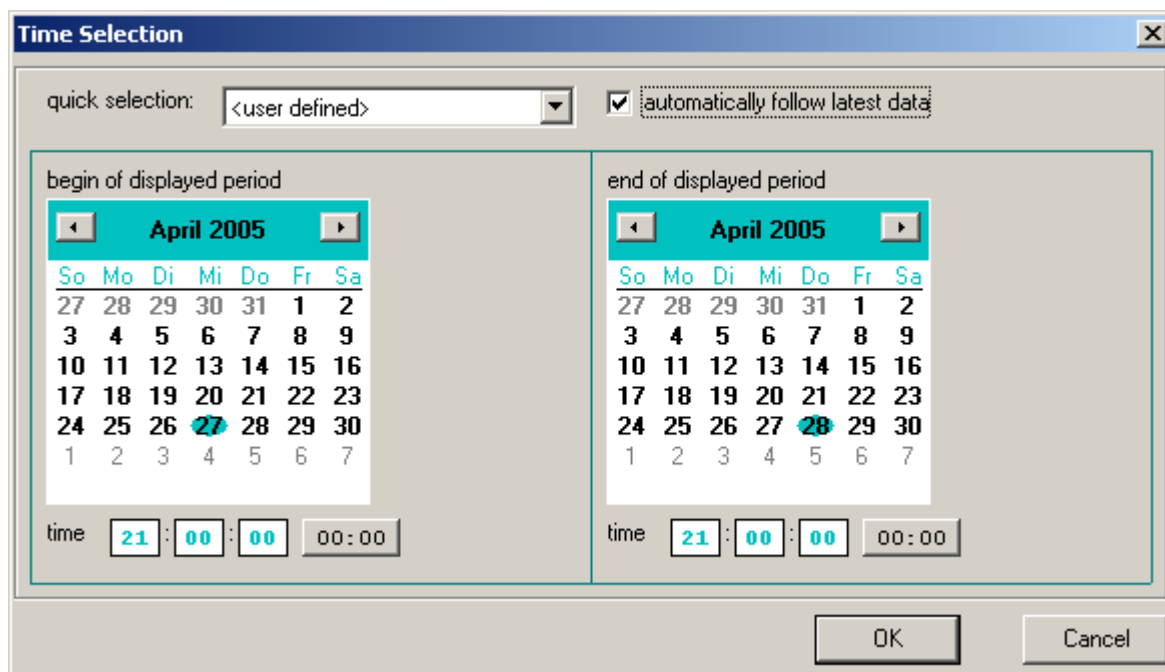 Time Selection
quick selection: <user defined> automatically follow latest data
begin of displayed period
April 2005
So Mo Di Mi Do Fr Sa
27 28 29 30 31 1 2
3 4 5 6 7 8 9
10 11 12 13 14 15 16
17 18 19 20 21 22 23
24 25 26 27 28 29 30
1 2 3 4 5 6 7
time 21 : 00 : 00 00:00
end of displayed period
April 2005
So Mo Di Mi Do Fr Sa
27 28 29 30 31 1 2
3 4 5 6 7 8 9
10 11 12 13 14 15 16
17 18 19 20 21 22 23
24 25 26 27 28 29 30
1 2 3 4 5 6 7
time 21 : 00 : 00 00:00
OK Cancel